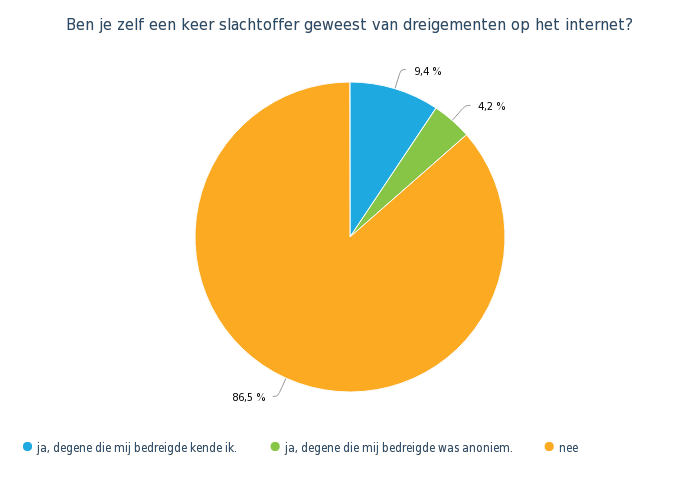 Ben je zelf een keer slachtoffer geweest van dreigementen op het internet?
9,4 %
4,2 %
86,5 %
ja, degene die mij bedreigde kende ik.
ja, degene die mij bedreigde was anoniem.
nee